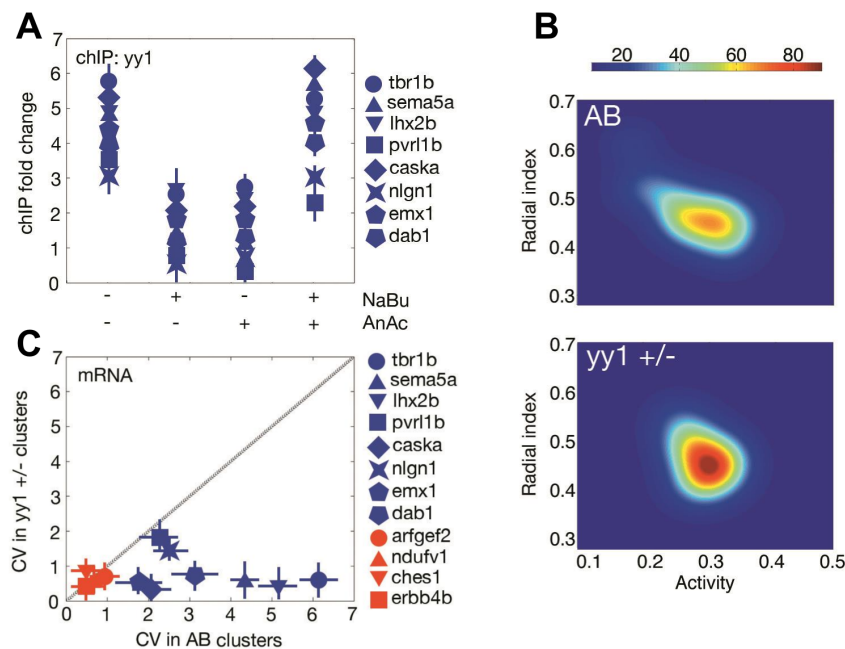 A
chIP: yy1
chIP fold change
7
6
5
4
3
2
1
0
- + - + NaBu
- - + + AnAc
tbr1b
sema5a
lhx2b
pvrl1b
caska
nlgn1
emx1
dab1
B
20 40 60 80
AB
Radial index
0.7
0.6
0.5
0.4
0.3
yy1 +/-
Radial index
0.7
0.6
0.5
0.4
0.3
0.1 0.2 0.3 0.4 0.5
Activity
C
mRNA
CV in yy1 +/- clusters
7
6
5
4
3
2
1
0
0 1 2 3 4 5 6 7
CV in AB clusters
tbr1b
sema5a
lhx2b
pvrl1b
caska
nlgn1
emx1
dab1
arfgef2
ndufv1
ches1
erbb4b